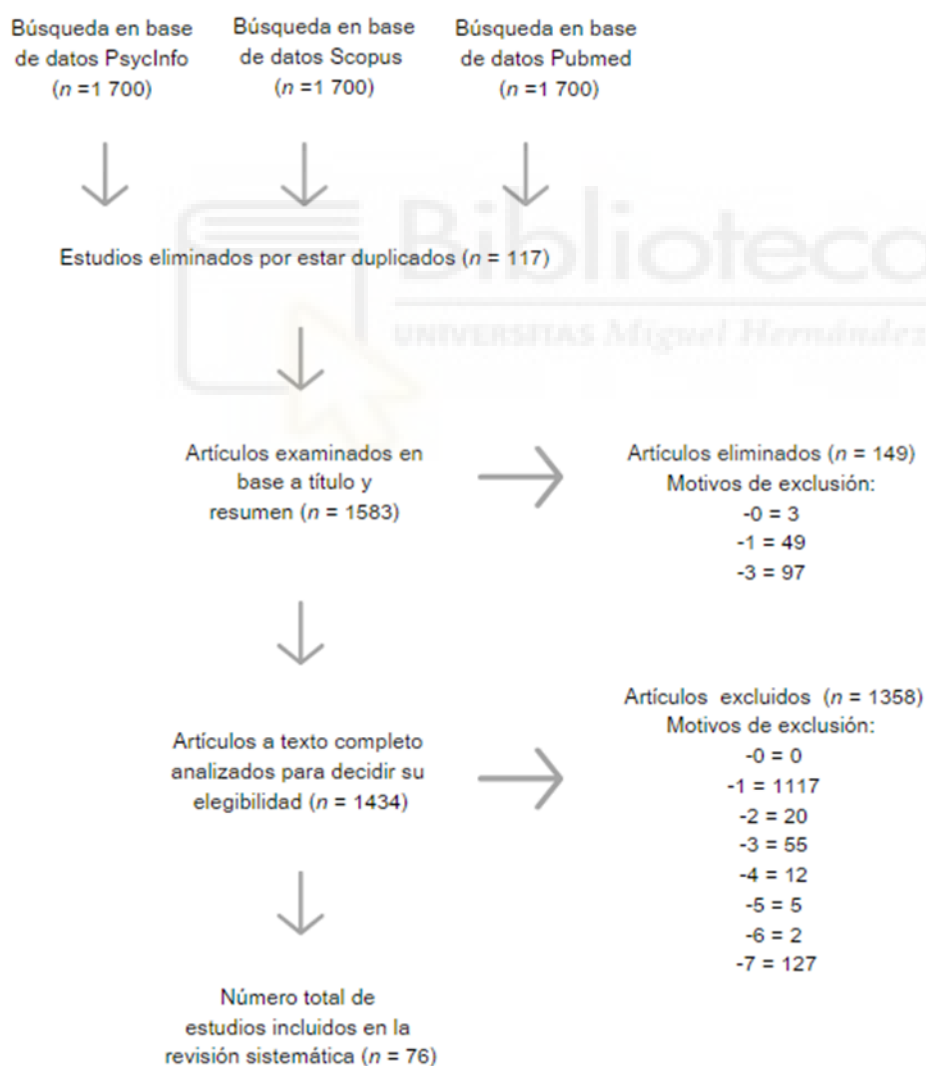 Búsqueda en base
de datos PsycInfo
(n =1 700)
Búsqueda en base
de datos Scopus
(n =1 700)
Búsqueda en base
de datos Pubmed
(n =1 700)
Biblioteca
UNIVERSITAS Miguel Hernández
Estudios eliminados por estar duplicados (n = 117)
Artículos examinados en
base a título y
resumen (n = 1583)
Artículos eliminados (n = 149)
Motivos de exclusión:
-0 = 3
-1 = 49
-3 = 97
Artículos a texto completo
analizados para decidir su
elegibilidad (n = 1434)
Artículos excluidos (n = 1358)
Motivos de exclusión:
-0 = 0
-1 = 1117
-2 = 20
-3 = 55
-4 = 12
-5 = 5
-6 = 2
-7 = 127
Número total de
estudios incluidos en la
revisión sistemática (n = 76)